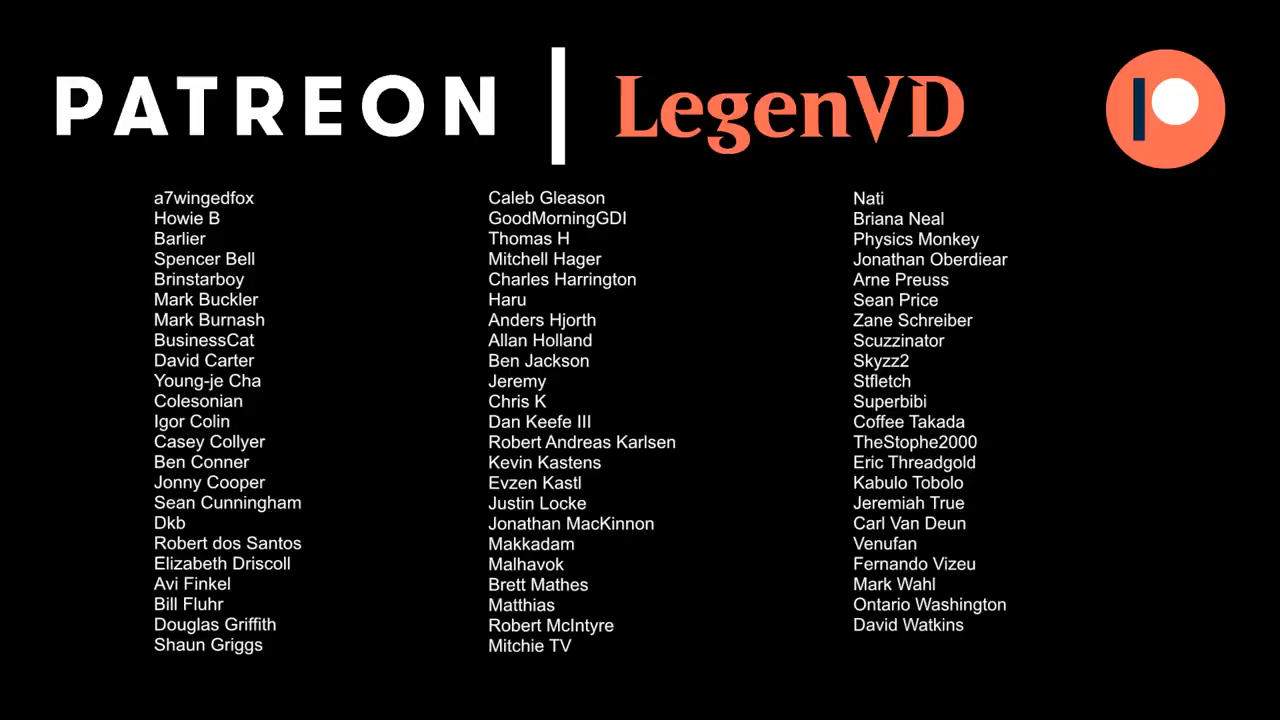 PATREON | LegenVD
a7wingedfox
Howie B
Barlier
Spencer Bell
Brinstarboy
Mark Buckler
Mark Burnash
BusinessCat
David Carter
Young-je Cha
Colesonian
Igor Colin
Casey Collyer
Ben Conner
Jonny Cooper
Sean Cunningham
Dkb
Robert dos Santos
Elizabeth Driscoll
Avi Finkel
Bill Fluhr
Douglas Griffith
Shaun Griggs
Caleb Gleason
GoodMorningGDI
Thomas H
Mitchell Hager
Charles Harrington
Haru
Anders Hjorth
Allan Holland
Ben Jackson
Jeremy
Chris K
Dan Keefe III
Robert Andreas Karlsen
Kevin Kastens
Evzen Kastl
Justin Locke
Jonathan MacKinnon
Makkadam
Malhavok
Brett Mathes
Matthias
Robert McIntyre
Mitchie TV
Nati
Briana Neal
Physics Monkey
Jonathan Oberdiear
Arne Preuss
Sean Price
Zane Schreiber
Scuzzinator
Skyzz2
Stfletch
Superbibi
Coffee Takada
TheStophe2000
Eric Threadgold
Kabulo Tobolo
Jeremiah True
Carl Van Deun
Venufan
Fernando Vizeu
Mark Wahl
Ontario Washington
David Watkins